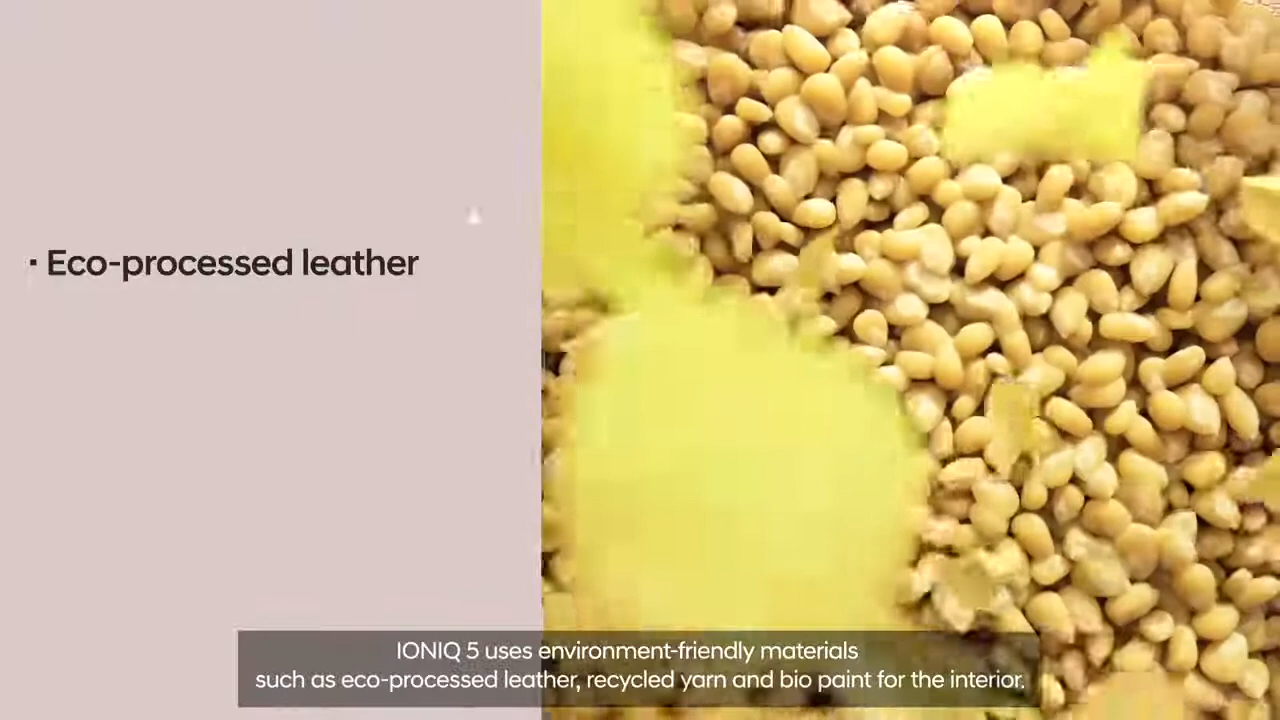 · Eco-processed leather
IONIQ 5 uses environment-friendly materials
such as eco-processed leather, recycled yarn and bio paint for the interior.